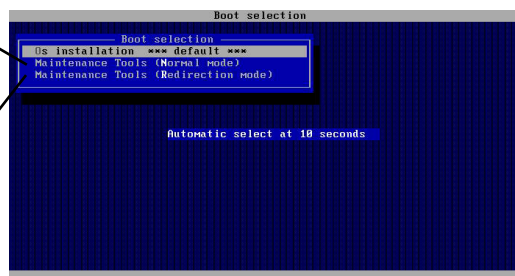 Boot selection
Boot selection
Os installation *** default ***
Maintenance Tools (Normal mode)
Maintenance Tools (Redirection mode)
Automatic select at 10 seconds